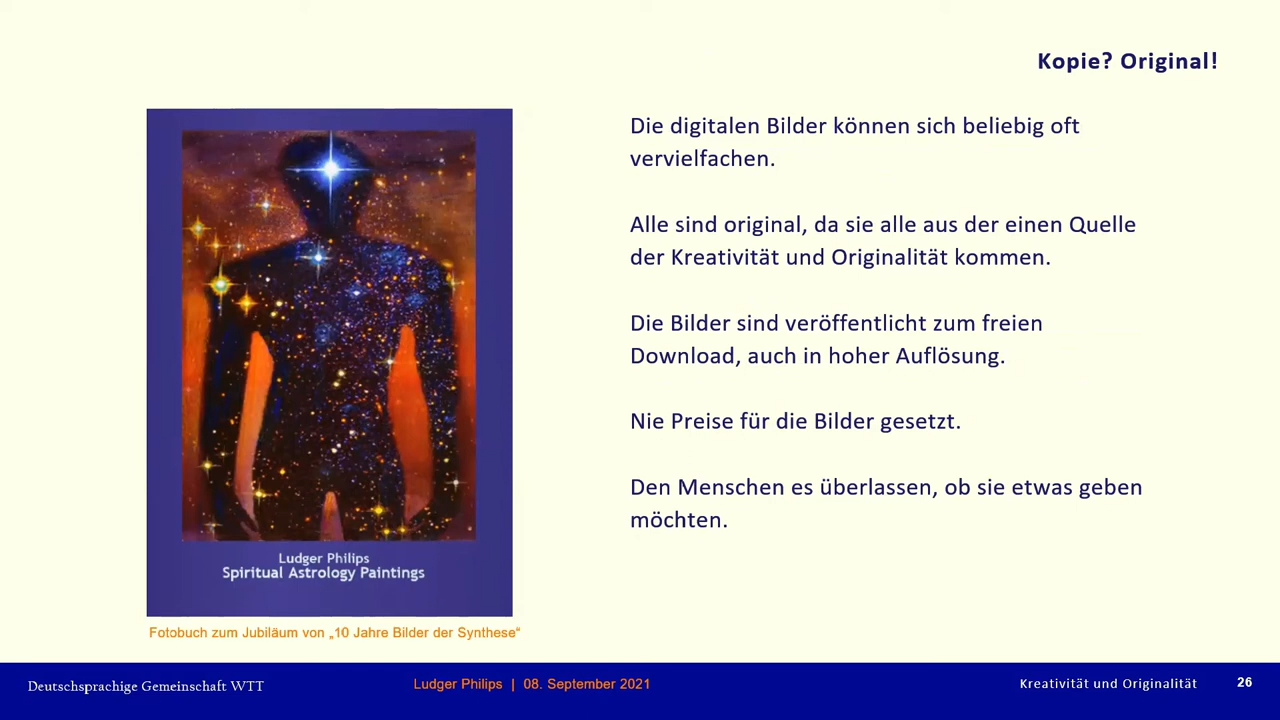 Kopie? Original!
Die digitalen Bilder können sich beliebig oft
vervielfachen.
Alle sind original, da sie alle aus der einen Quelle
der Kreativität und Originalität kommen.
Die Bilder sind veröffentlicht zum freien
Download, auch in hoher Auflösung.
Nie Preise für die Bilder gesetzt.
Den Menschen es überlassen, ob sie etwas geben
möchten.
Ludger Philips
Spiritual Astrology Paintings
Fotobuch zum Jubiläum von „10 Jahre Bilder der Synthese“
Deutschsprachige Gemeinschaft WTT
Ludger Philips | 08. September 2021
Kreativität und Originalität
26